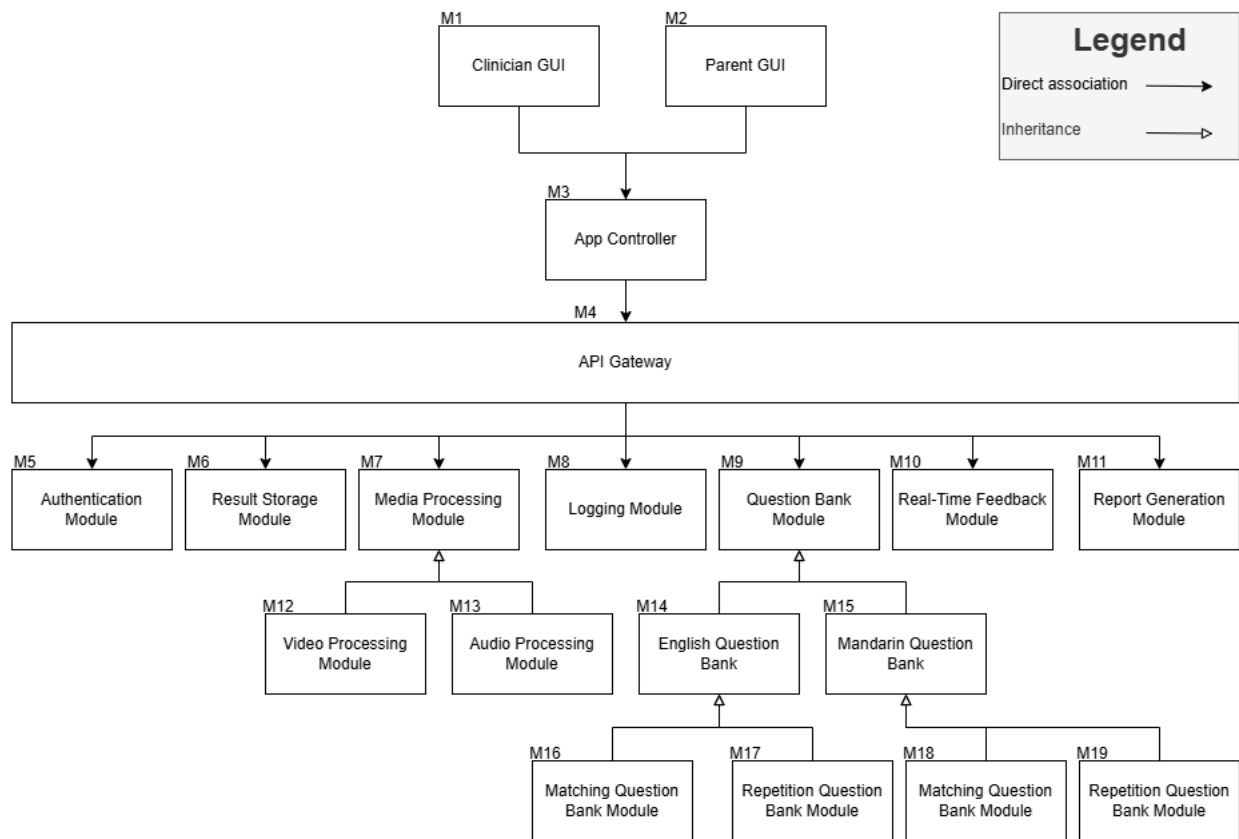 M1
Clinician GUI
M2
Parent GUI
Legend
Direct association
Inheritance
M3
App Controller
M4
API Gateway
M5
Authentication
Module
M6
Result Storage
Module
M7
Media Processing
Module
M8
Logging Module
M9
Question Bank
Module
M10
Real-Time Feedback
Module
M11
Report Generation
Module
M12
Video Processing
Module
M13
Audio Processing
Module
M14
English Question
Bank
M15
Mandarin Question
Bank
M16
Matching Question
Bank Module
M17
Repetition Question
Bank Module
M18
Matching Question
Bank Module
M19
Repetition Question
Bank Module